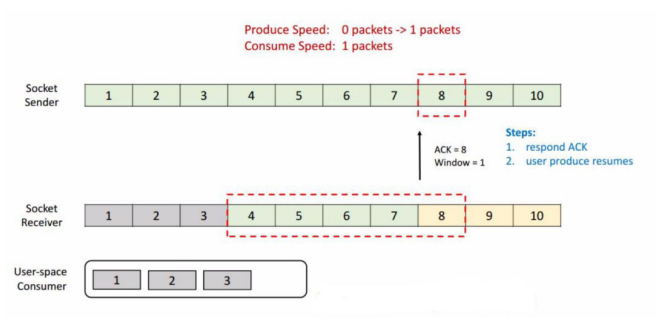 Produce Speed: 0 packets -> 1 packets
Consume Speed: 1 packets
Socket
Sender
1 2 3 4 5 6 7 8 9 10
ACK = 8
Window = 1
Steps:
1. respond ACK
2. user produce resumes
Socket
Receiver
1 2 3 4 5 6 7 8 9 10
User-space
Consumer
1 2 3